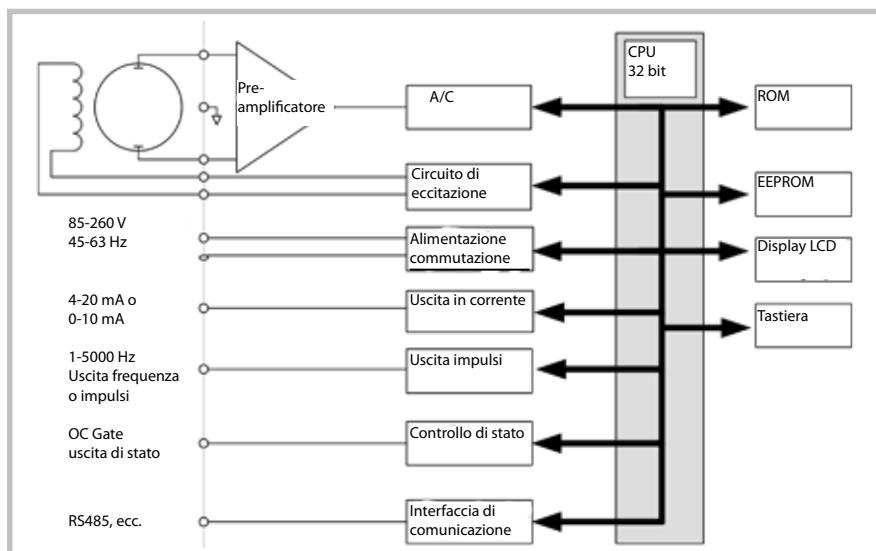 CPU
32 bit
Pre-
amplificatore
A/C
ROM
Circuito di
eccitazione
EEPROM
85-260 V
45-63 Hz
Alimentazione
commutazione
Display LCD
4-20 mA o
0-10 mA
Uscita in corrente
Tastiera
1-5000 Hz
Uscita frequenza
o impulsi
Uscita impulsi
OC Gate
uscita di stato
Controllo di stato
RS485, ecc.
Interfaccia di
comunicazione